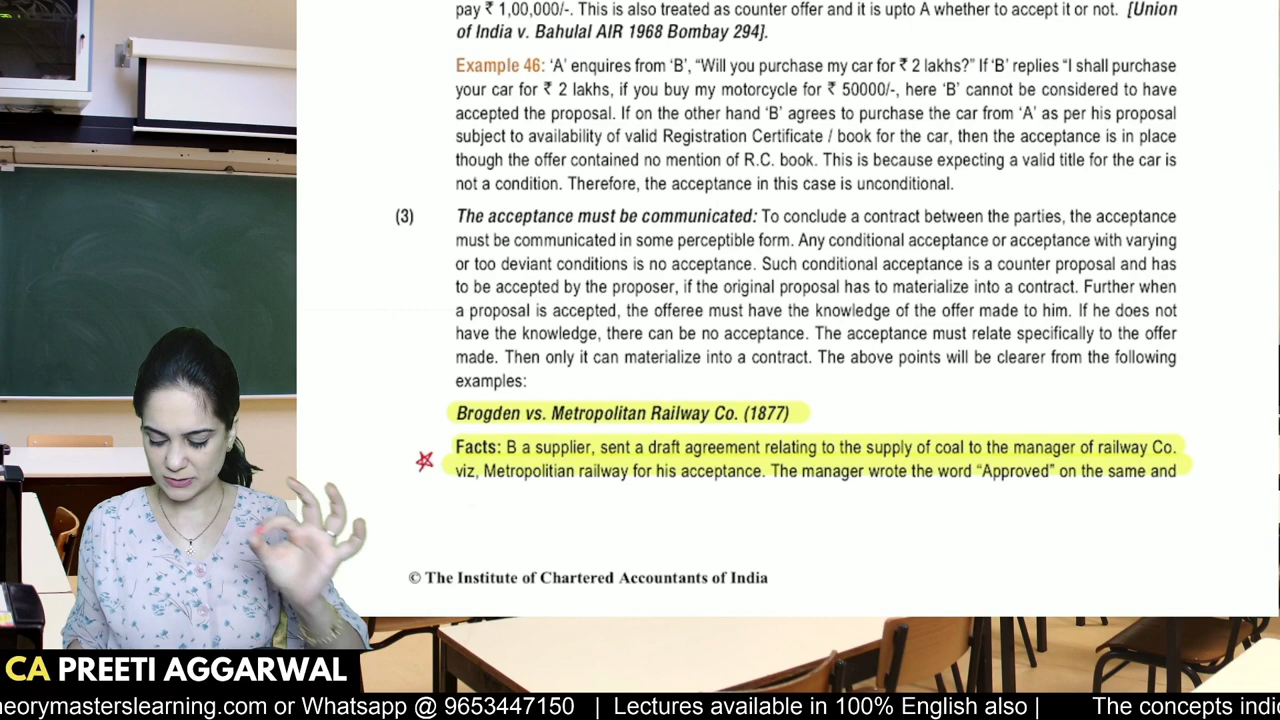 pay ₹ 1,00,000/-. This is also treated as counter offer and it is upto A whether to accept it or not. [Union
of India v. Bahulal AIR 1968 Bombay 294].
Example 46: ‘A’ enquires from ‘B’, “Will you purchase my car for ₹ 2 lakhs?” If ‘B’ replies “I shall purchase
your car for ₹ 2 lakhs, if you buy my motorcycle for ₹ 50000/-, here ‘B’ cannot be considered to have
accepted the proposal. If on the other hand ‘B’ agrees to purchase the car from ‘A’ as per his proposal
subject to availability of valid Registration Certificate / book for the car, then the acceptance is in place
though the offer contained no mention of R.C. book. This is because expecting a valid title for the car is
not a condition. Therefore, the acceptance in this case is unconditional.
(3) The acceptance must be communicated: To conclude a contract between the parties, the acceptance
must be communicated in some perceptible form. Any conditional acceptance or acceptance with varying
or too deviant conditions is no acceptance. Such conditional acceptance is a counter proposal and has
to be accepted by the proposer, if the original proposal has to materialize into a contract. Further when
a proposal is accepted, the offeree must have the knowledge of the offer made to him. If he does not
have the knowledge, there can be no acceptance. The acceptance must relate specifically to the offer
made. Then only it can materialize into a contract. The above points will be clearer from the following
examples:
Brogden vs. Metropolitan Railway Co. (1877)
Facts: B a supplier, sent a draft agreement relating to the supply of coal to the manager of railway Co.
viz, Metropolitian railway for his acceptance. The manager wrote the word “Approved” on the same and
© The Institute of Chartered Accountants of India
CA PREETI AGGARWAL
heorymasterslearning.com or Whatsapp @ 9653447150 | Lectures available in 100% English also | The concepts indic